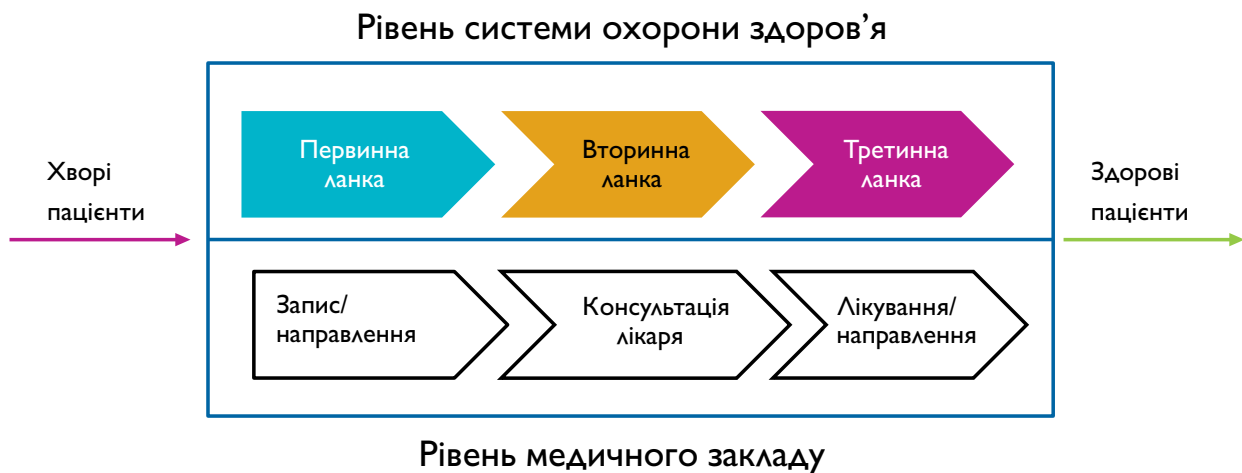 Рівень системи охорони здоров’я
Хворі
пацієнти
Первинна
ланка
Вторинна
ланка
Третинна
ланка
Здорові
пацієнти
Запис/
направлення
Консультація
лікаря
Лікування/
направлення
Рівень медичного закладу